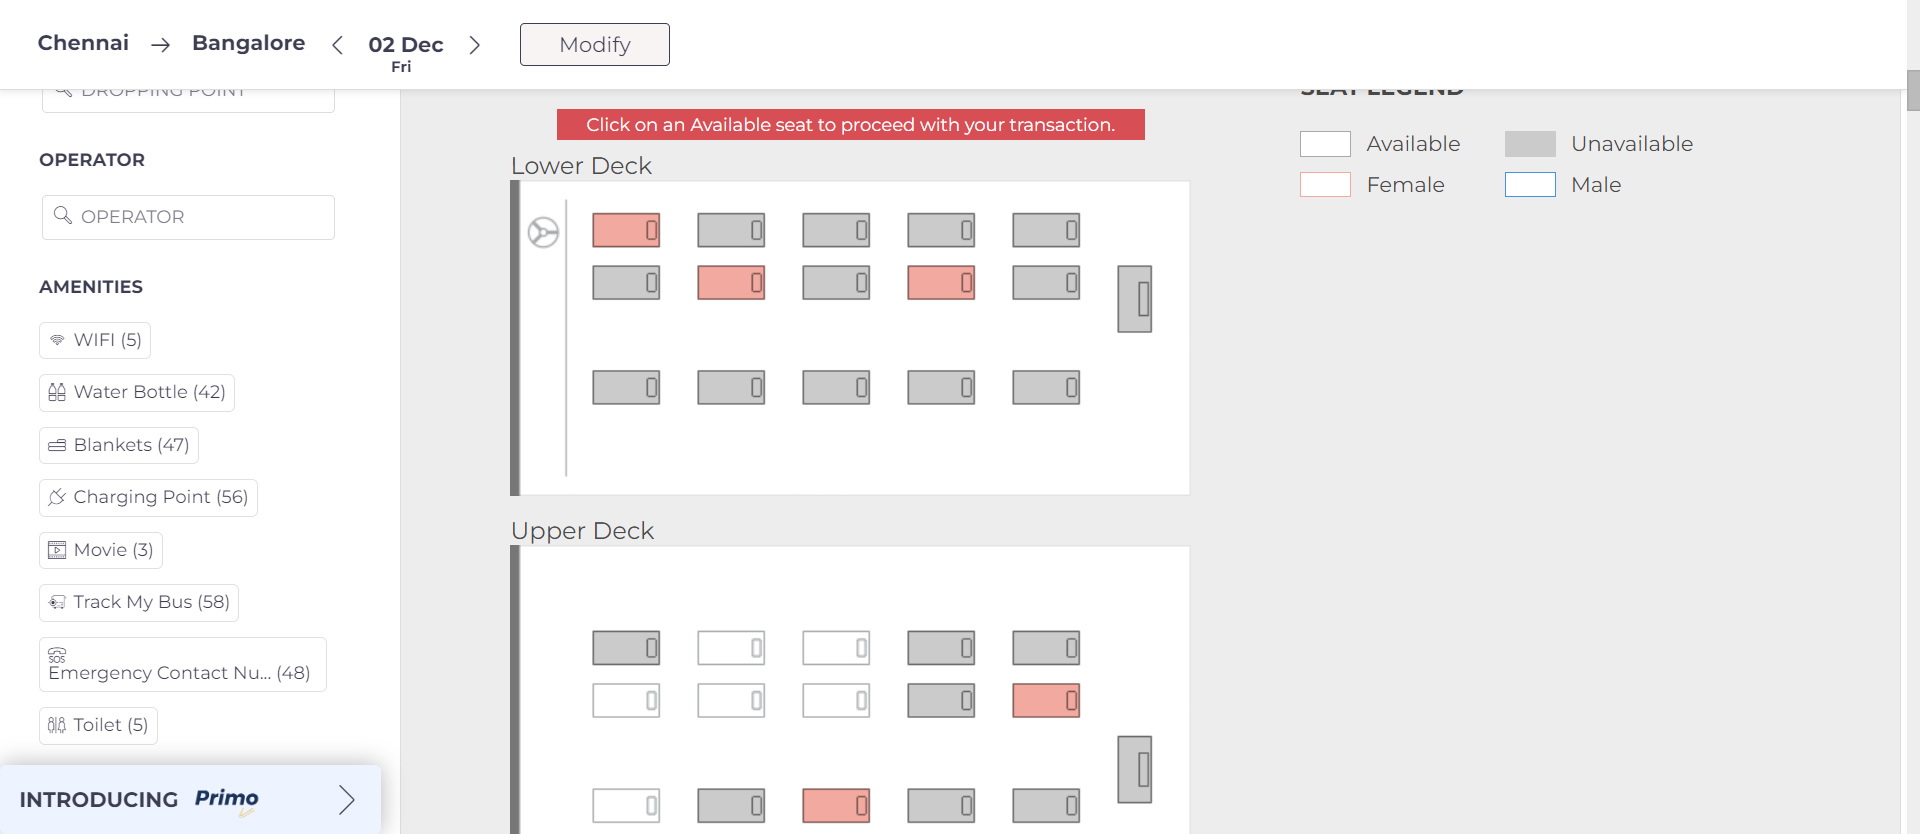 Chennai → Bangalore < 02 Dec > Modify
Fri
DROPPING POINT
OPERATOR
OPERATOR
AMENITIES
WIFI (5)
Water Bottle (42)
Blankets (47)
Charging Point (56)
Movie (3)
Track My Bus (58)
SOS
Emergency Contact Nu... (48)
Toilet (5)
INTRODUCING Primo
Click on an Available seat to proceed with your transaction.
Lower Deck
Upper Deck
SEAT LEGEND
Available Unavailable
Female Male